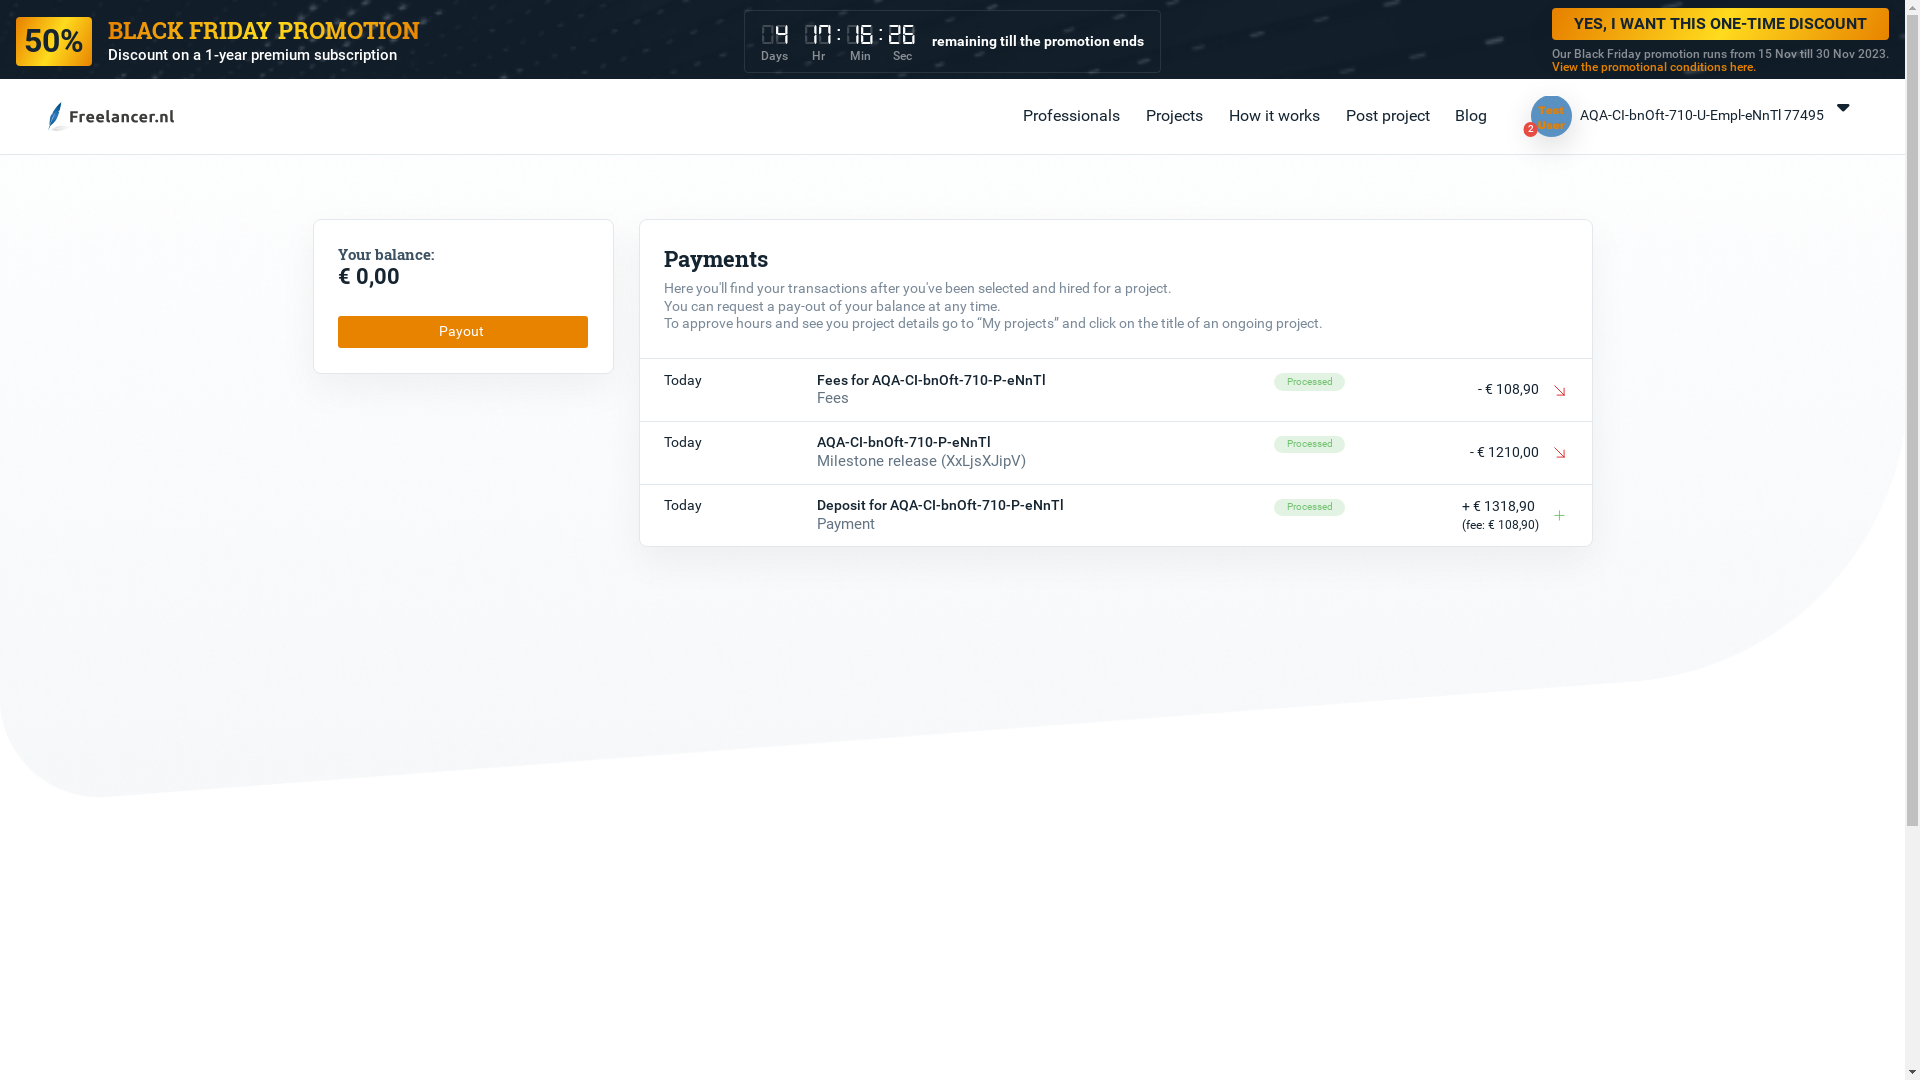 50%
BLACK FRIDAY PROMOTION
Discount on a 1-year premium subscription
4 17 : 16 : 26
Days Hr Min Sec
remaining till the promotion ends
YES, I WANT THIS ONE-TIME DISCOUNT
Our Black Friday promotion runs from 15 Nov till 30 Nov 2023.
View the promotional conditions here.
Freelancer.nl
Professionals
Projects
How it works
Post project
Blog
Test
User
2
AQA-CI-bnOft-710-U-Empl-eNnTl 77495
Your balance:
€ 0,00
Payout
Payments
Here you'll find your transactions after you've been selected and hired for a project.
You can request a pay-out of your balance at any time.
To approve hours and see you project details go to “My projects” and click on the title of an ongoing project.
Today
Fees for AQA-CI-bnOft-710-P-eNnTl
Fees
Processed
- € 108,90
Today
AQA-CI-bnOft-710-P-eNnTl
Milestone release (XxLjsXJipV)
Processed
- € 1210,00
Today
Deposit for AQA-CI-bnOft-710-P-eNnTl
Payment
Processed
+ € 1318,90
(fee: € 108,90)